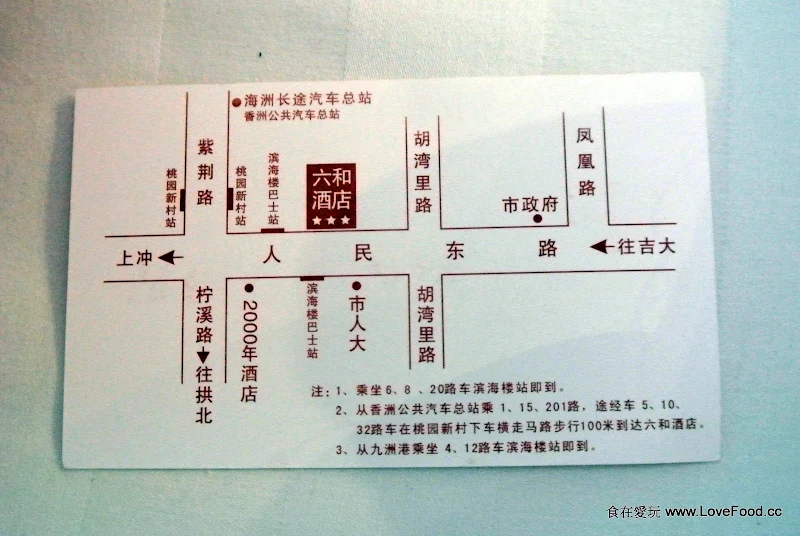 海洲长途汽车总站
香洲公共汽车总站
紫荆路
桃园新村站
桃园新村站
滨海楼巴士站
六和
酒店
★★★
胡湾里路
凤凰路
市政府
上冲
人民东路
往吉大
柠溪路
往拱北
2000年酒店
滨海楼巴士站
市人大
胡湾里路
注：1、乘坐6、8、20路车滨海楼站即到。
2、从香洲公共汽车总站乘 1、15、201路，途经车 5、10、
32路车在桃园新村下车横走马路步行100米到达六和酒店。
3、从九洲港乘坐 4、12路车滨海楼站即到。
食在愛玩 www.LoveFood.cc